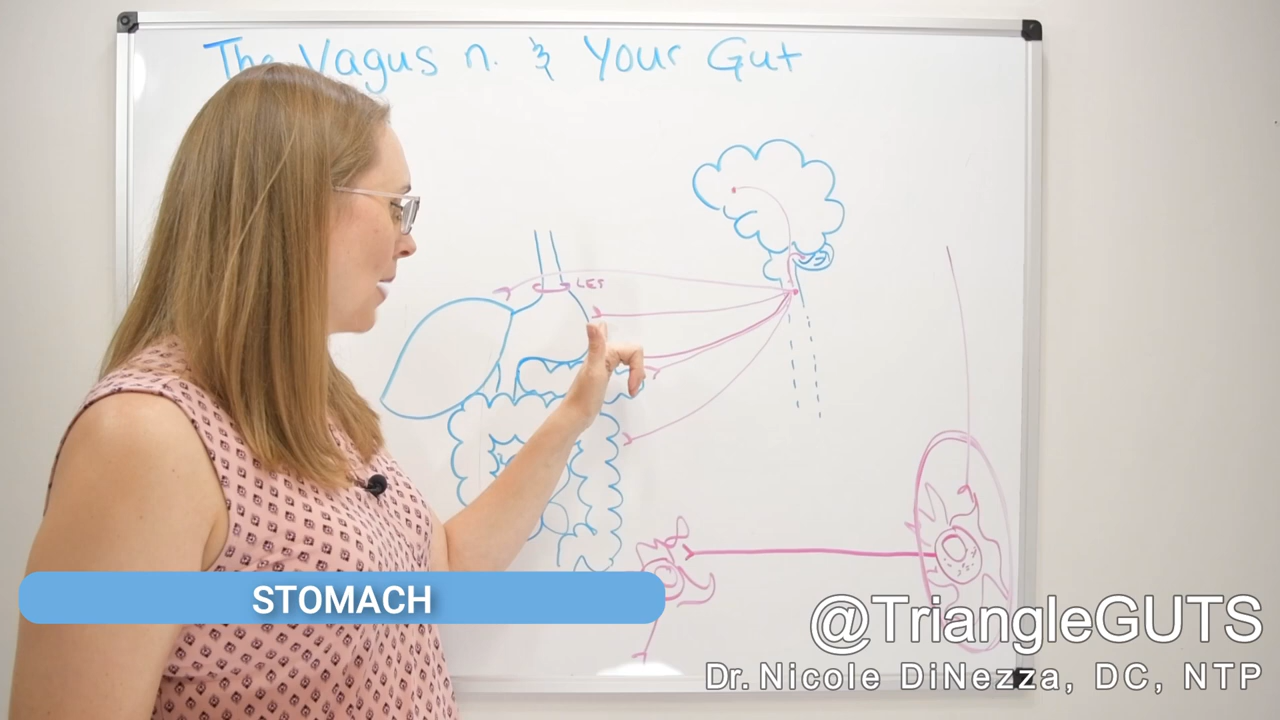 The Vagus n. & Your Gut
LES
STOMACH
@TriangleGUTS
Dr. Nicole DiNezza, DC, NTP